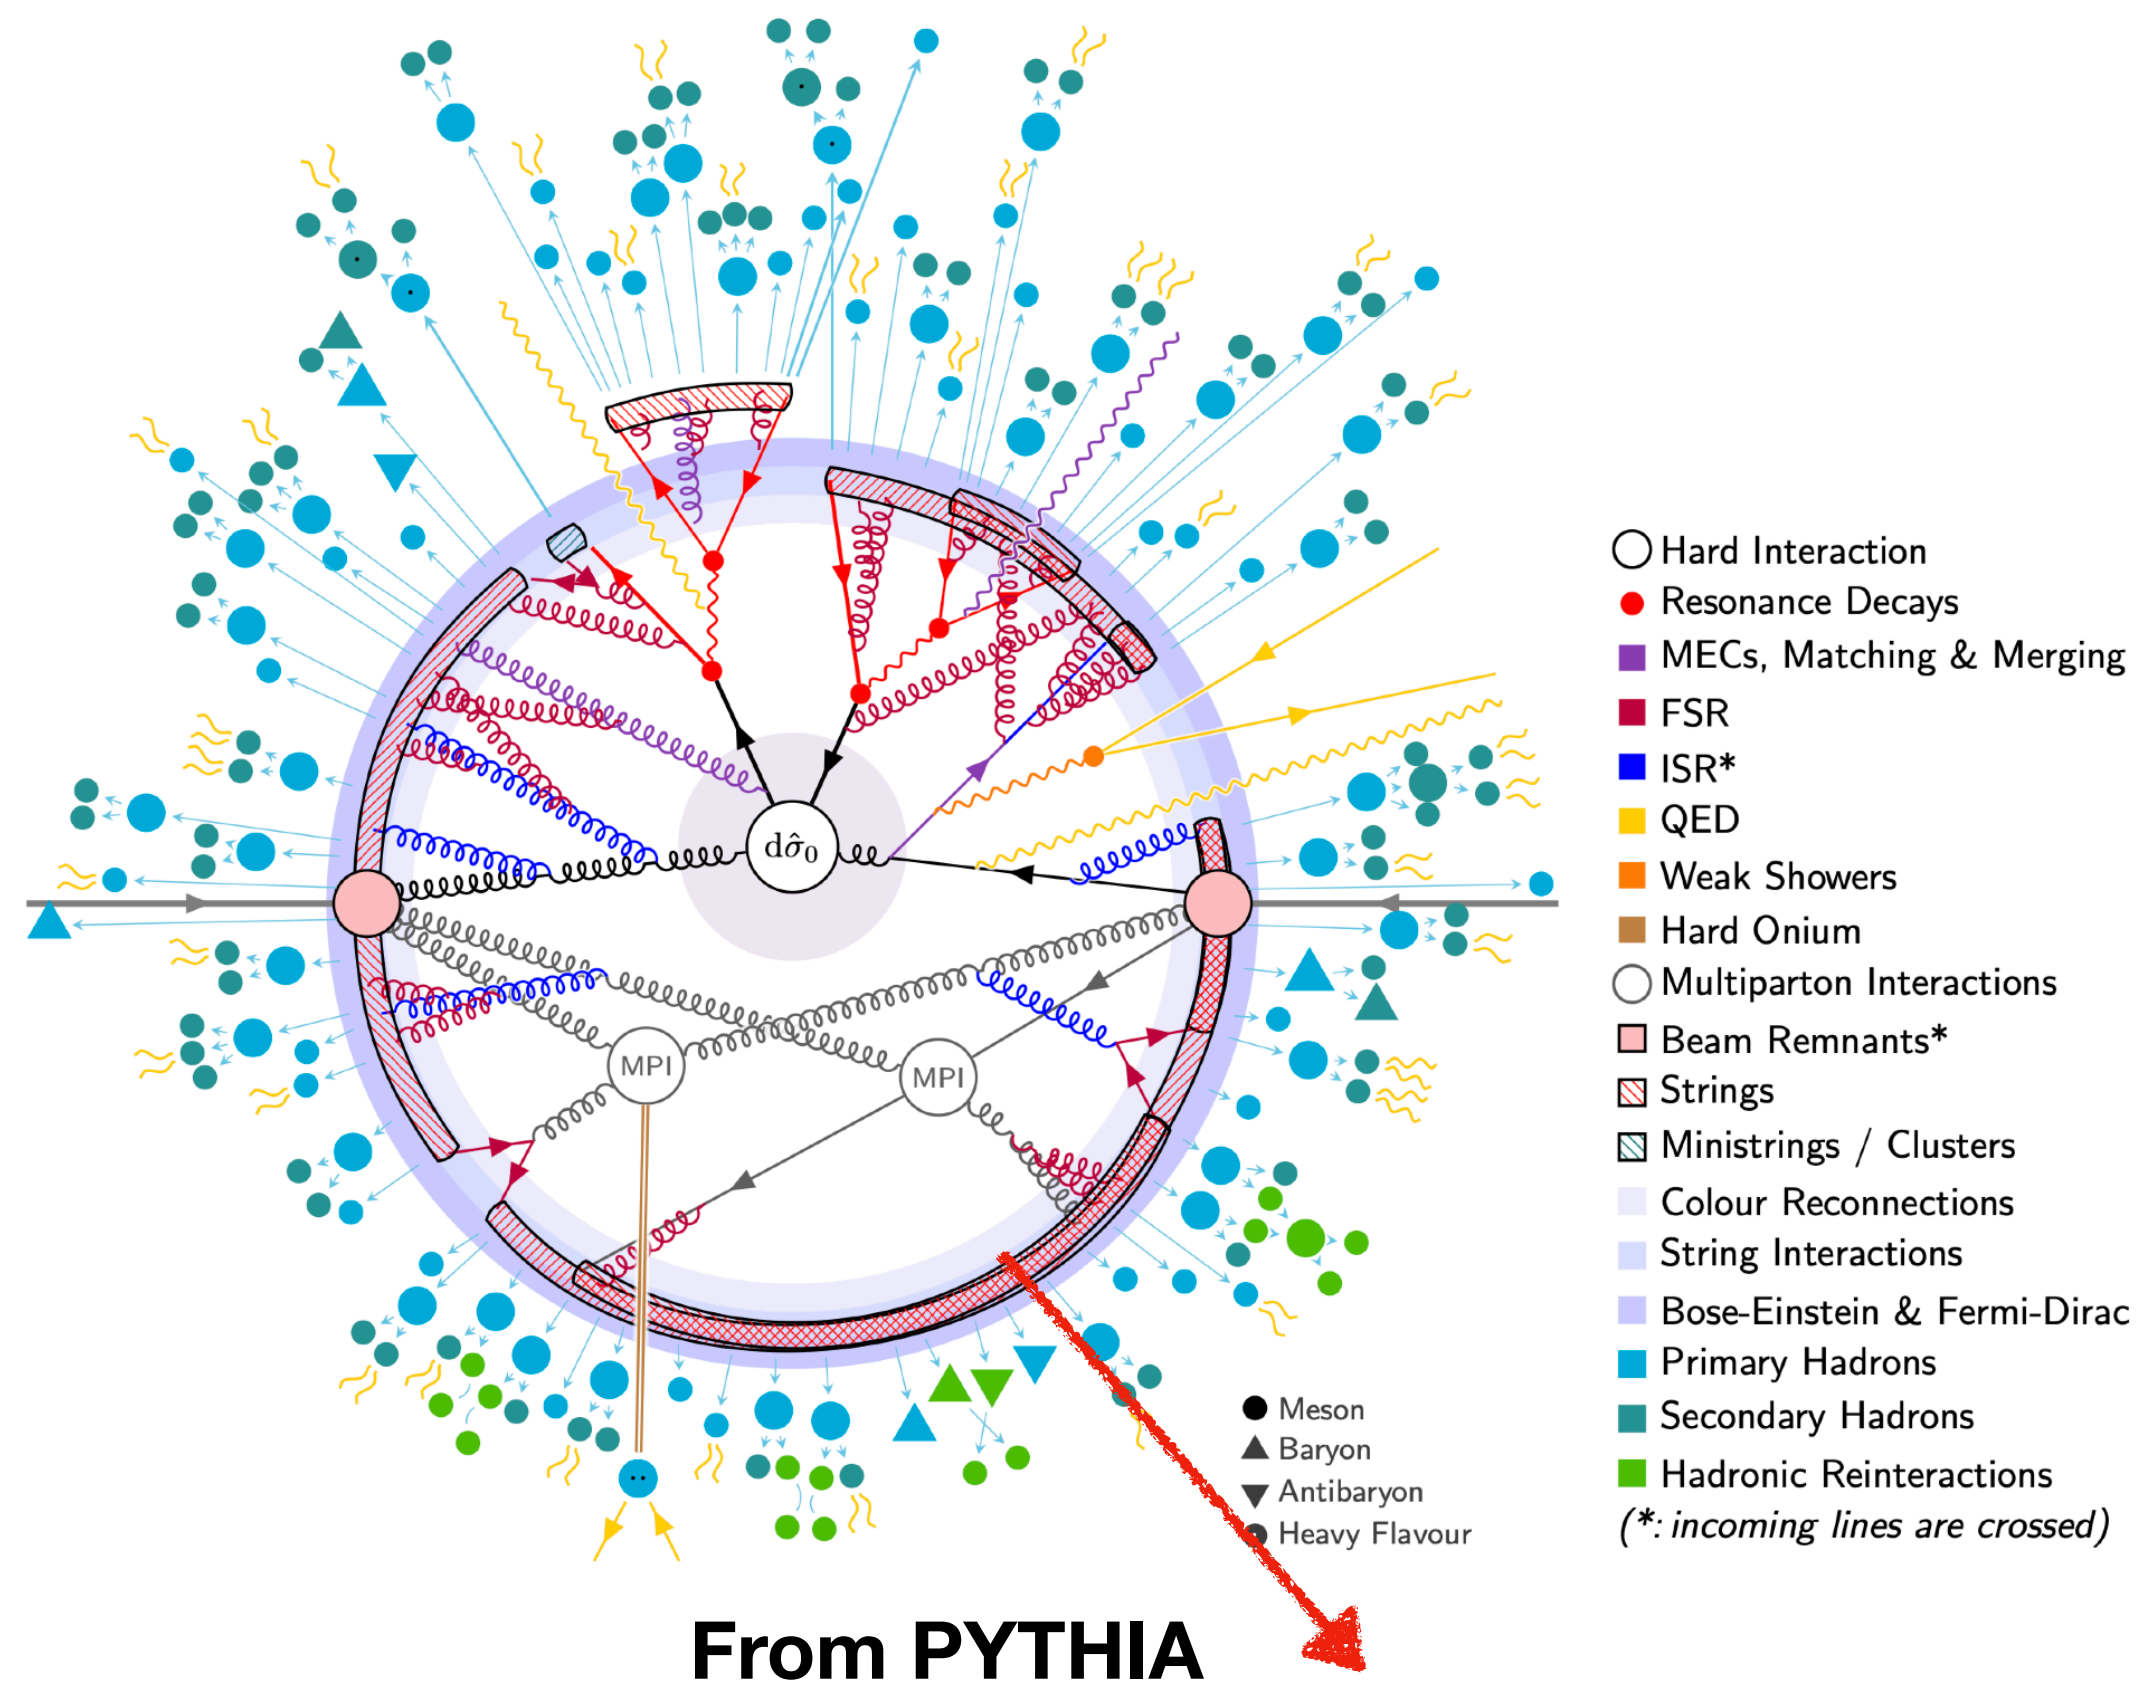 dσ̂₀
MPI
MPI
Hard Interaction
Resonance Decays
MECs, Matching & Merging
FSR
ISR*
QED
Weak Showers
Hard Onium
Multiparton Interactions
Beam Remnants*
Strings
Ministrings / Clusters
Colour Reconnections
String Interactions
Bose-Einstein & Fermi-Dirac
Primary Hadrons
Secondary Hadrons
Hadronic Reinteractions
(*: incoming lines are crossed)
Meson
Baryon
Antibaryon
Heavy Flavour
From PYTHIA